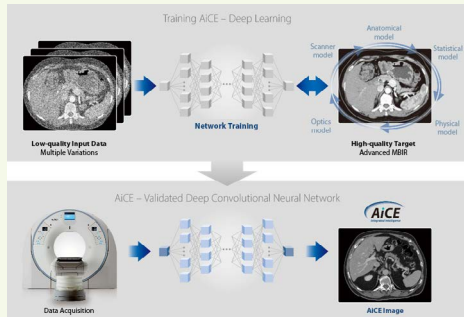 Training AiCE – Deep Learning
Anatomical
model
Scanner
model
Statistical
model
Optics
model
Physical
model
Network Training
Low-quality Input Data
Multiple Variations
High-quality Target
Advanced MBIR
AiCE – Validated Deep Convolutional Neural Network
AiCE
Data Acquisition
AiCE Image